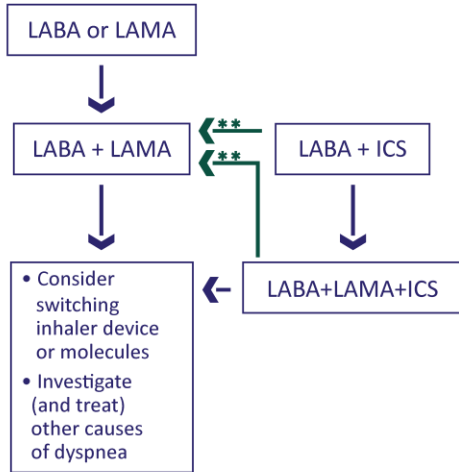 LABA or LAMA
**
LABA + LAMA
LABA + ICS
**
• Consider
switching
inhaler device
or molecules
• Investigate
(and treat)
other causes
of dyspnea
LABA+LAMA+ICS